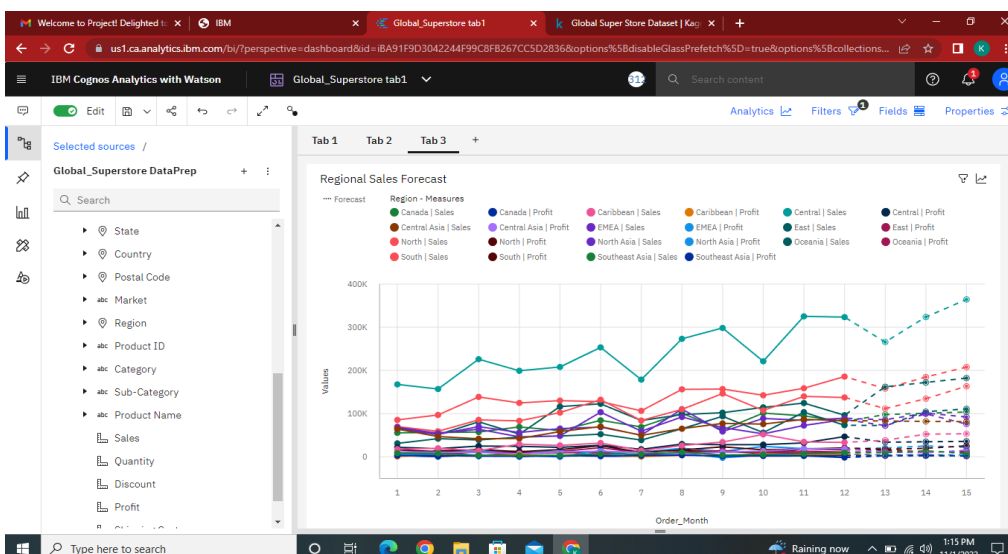 Welcome to Project! Delighted t
IBM
Global_Superstore tab1
Global Super Store Dataset | Kag
us1.ca.analytics.ibm.com/bi/?perspective=dashboard&id=iBA91F9D3042244F99C8FB267CC5D2836&options%5BdisableGlassPrefetch%5D=true&options%5Bcollections...
K
IBM Cognos Analytics with Watson
Global_Superstore tab1
Search content
4
Edit
Analytics
Filters
1
Fields
Properties
Selected sources /
Tab 1 Tab 2 Tab 3 +
Global_Superstore DataPrep
Search
State
Country
Postal Code
abc Market
Region
abc Product ID
abc Category
abc Sub-Category
abc Product Name
Sales
Quantity
Discount
Profit
Regional Sales Forecast
Forecast
Region - Measures
Canada | Sales Canada | Profit Caribbean | Sales Caribbean | Profit Central | Sales Central | Profit
Central Asia | Sales Central Asia | Profit EMEA | Sales EMEA | Profit East | Sales East | Profit
North | Sales North | Profit North Asia | Sales North Asia | Profit Oceania | Sales Oceania | Profit
South | Sales South | Profit Southeast Asia | Sales Southeast Asia | Profit
400K
300K
200K
100K
0
Values
1 2 3 4 5 6 7 8 9 10 11 12 13 14 15
Order_Month
Type here to search
Raining now
1:15 PM